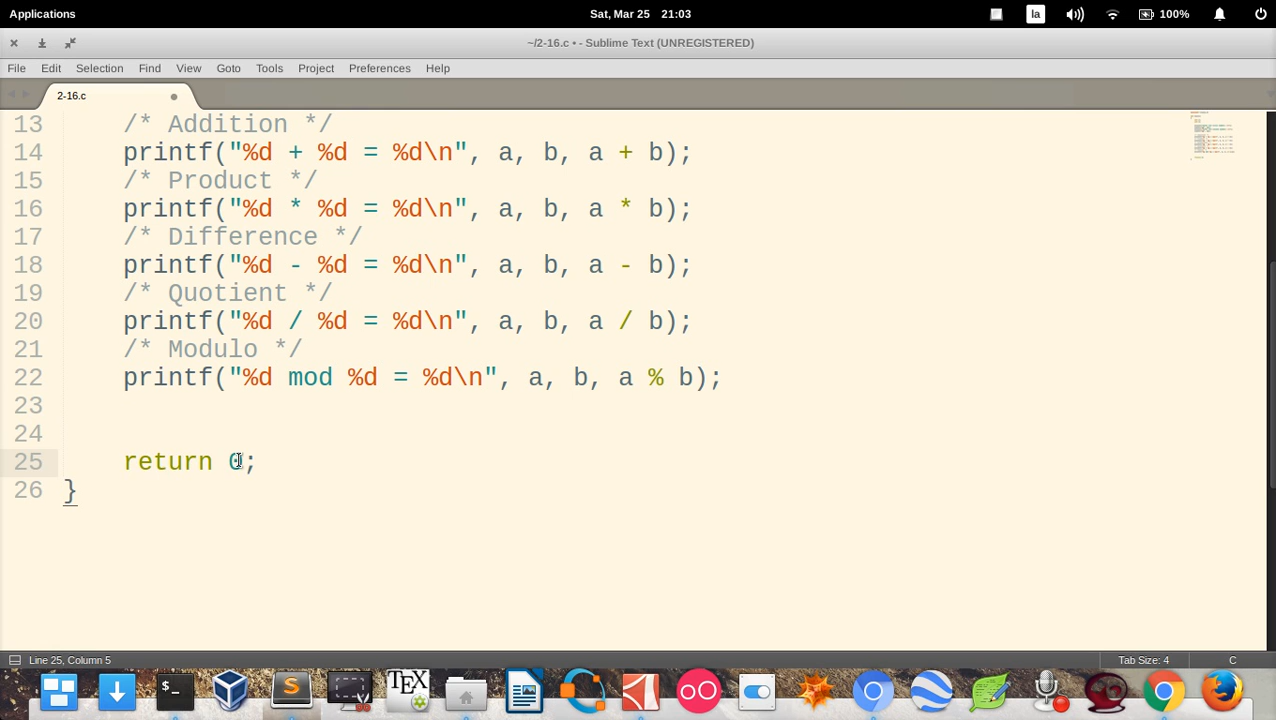 Applications
Sat, Mar 25 21:03
la
100%
~/2-16.c • - Sublime Text (UNREGISTERED)
File Edit Selection Find View Goto Tools Project Preferences Help
2-16.c
13 /* Addition */
14 printf("%d + %d = %d\n", a, b, a + b);
15 /* Product */
16 printf("%d * %d = %d\n", a, b, a * b);
17 /* Difference */
18 printf("%d - %d = %d\n", a, b, a - b);
19 /* Quotient */
20 printf("%d / %d = %d\n", a, b, a / b);
21 /* Modulo */
22 printf("%d mod %d = %d\n", a, b, a % b);
23
24
25 return 0;
26 }
Line 25, Column 5
Tab Size: 4
C
>_
S
TEX